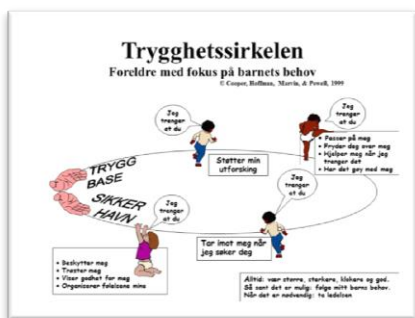 Trygghetssirkelen
Foreldre med fokus på barnets behov
© Cooper, Hoffman, Marvin, & Powell, 1999
Jeg
trenger
at du
Jeg
trenger
at du
• Passer på meg
• Fryder deg over meg
• Hjelper meg når jeg
trenger det
• Har det gøy med meg
Støtter min
utforsking
TRYGG
BASE
SIKKER
HAVN
Jeg
trenger
at du
Jeg
trenger
at du
Tar imot meg når
jeg søker deg
• Beskytter meg
• Trøster meg
• Viser godhet for meg
• Organiserer følelsene mine
Alltid: vær større, sterkere, klokere og god.
Så sant det er mulig: følge mitt barns behov.
Når det er nødvendig: ta ledelsen